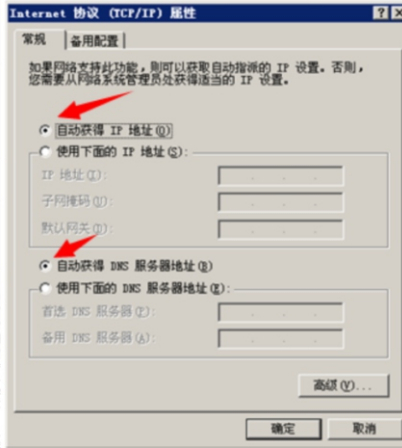 Internet 协议 (TCP/IP) 属性
常规 备用配置
如果网络支持此功能，则可以获取自动指派的 IP 设置。否则，
您需要从网络系统管理员处获得适当的 IP 设置。
自动获得 IP 地址(O)
使用下面的 IP 地址(S):
IP 地址(I):
子网掩码(U):
默认网关(D):
自动获得 DNS 服务器地址(B)
使用下面的 DNS 服务器地址(E):
首选 DNS 服务器(P):
备用 DNS 服务器(A):
高级(V)...
确定 取消